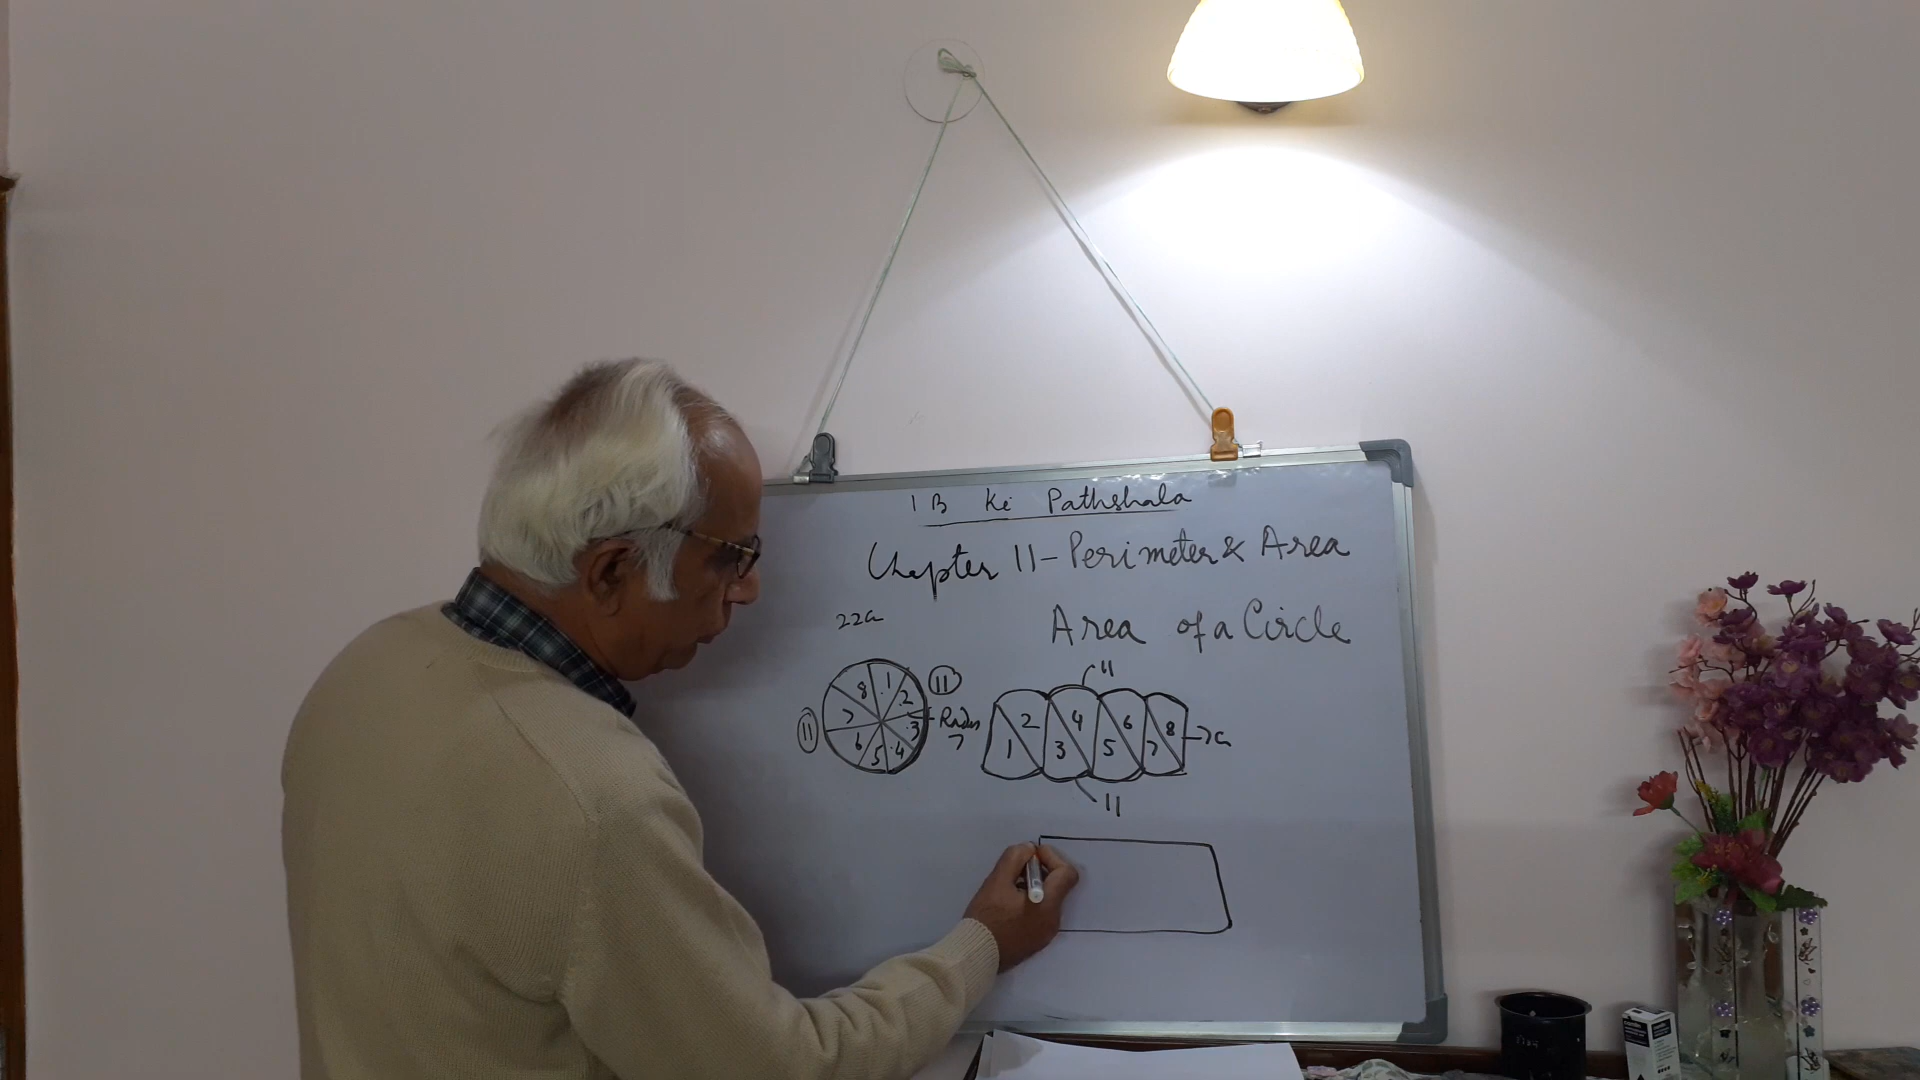 IB Ki Pathshala
Chapter 11 - Perimeter & Area
22a
Area of a Circle
8 1 2 3 4 5 6 7
11
11
Radius
7
2 4 6 8
1 3 5 7
11
11